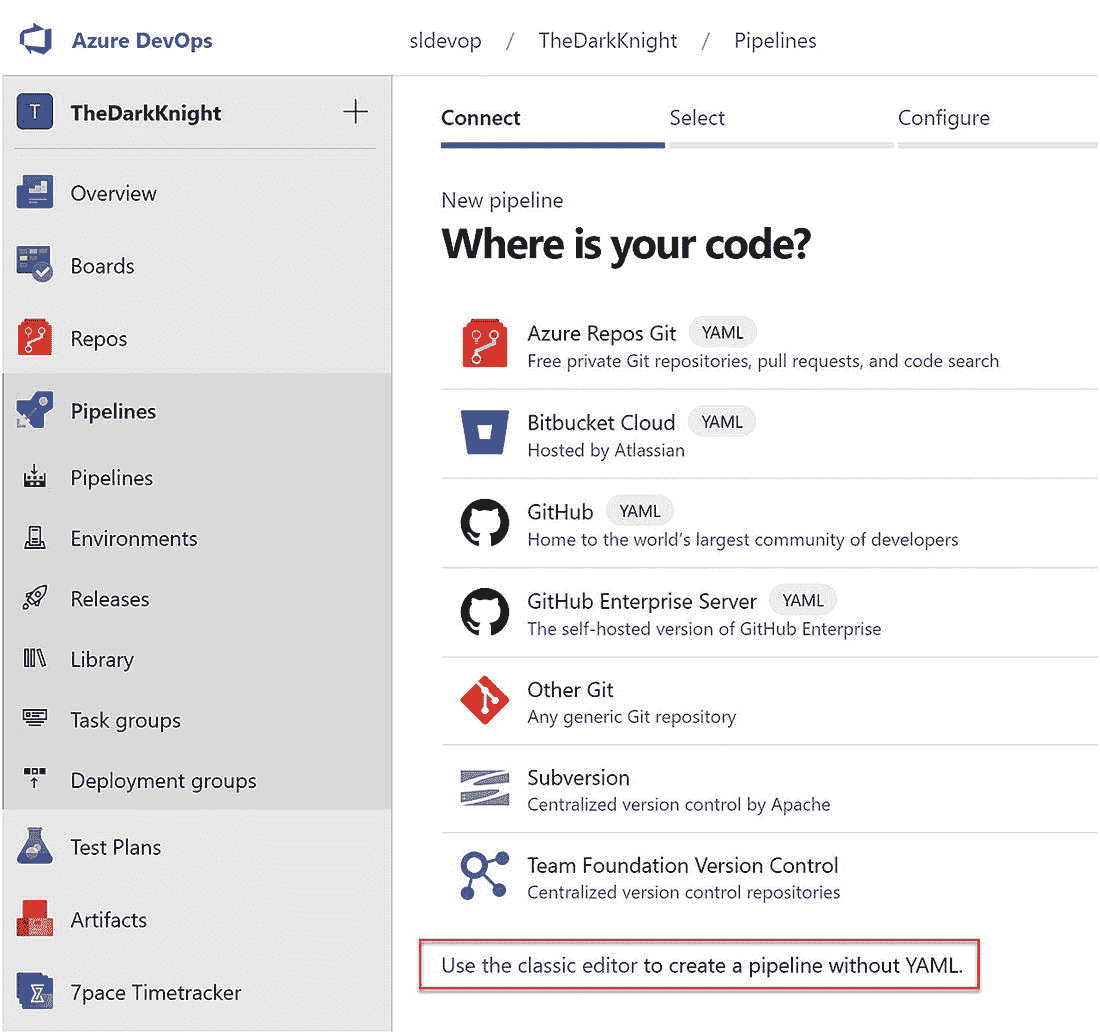 Azure DevOps
sldevop / TheDarkKnight / Pipelines
T TheDarkKnight +
Overview
Boards
Repos
Pipelines
Pipelines
Environments
Releases
Library
Task groups
Deployment groups
Test Plans
Artifacts
7pace Timetracker
Connect Select Configure
New pipeline
Where is your code?
Azure Repos Git YAML
Free private Git repositories, pull requests, and code search
Bitbucket Cloud YAML
Hosted by Atlassian
GitHub YAML
Home to the world's largest community of developers
GitHub Enterprise Server YAML
The self-hosted version of GitHub Enterprise
Other Git
Any generic Git repository
Subversion
Centralized version control by Apache
Team Foundation Version Control
Centralized version control repositories
Use the classic editor to create a pipeline without YAML.